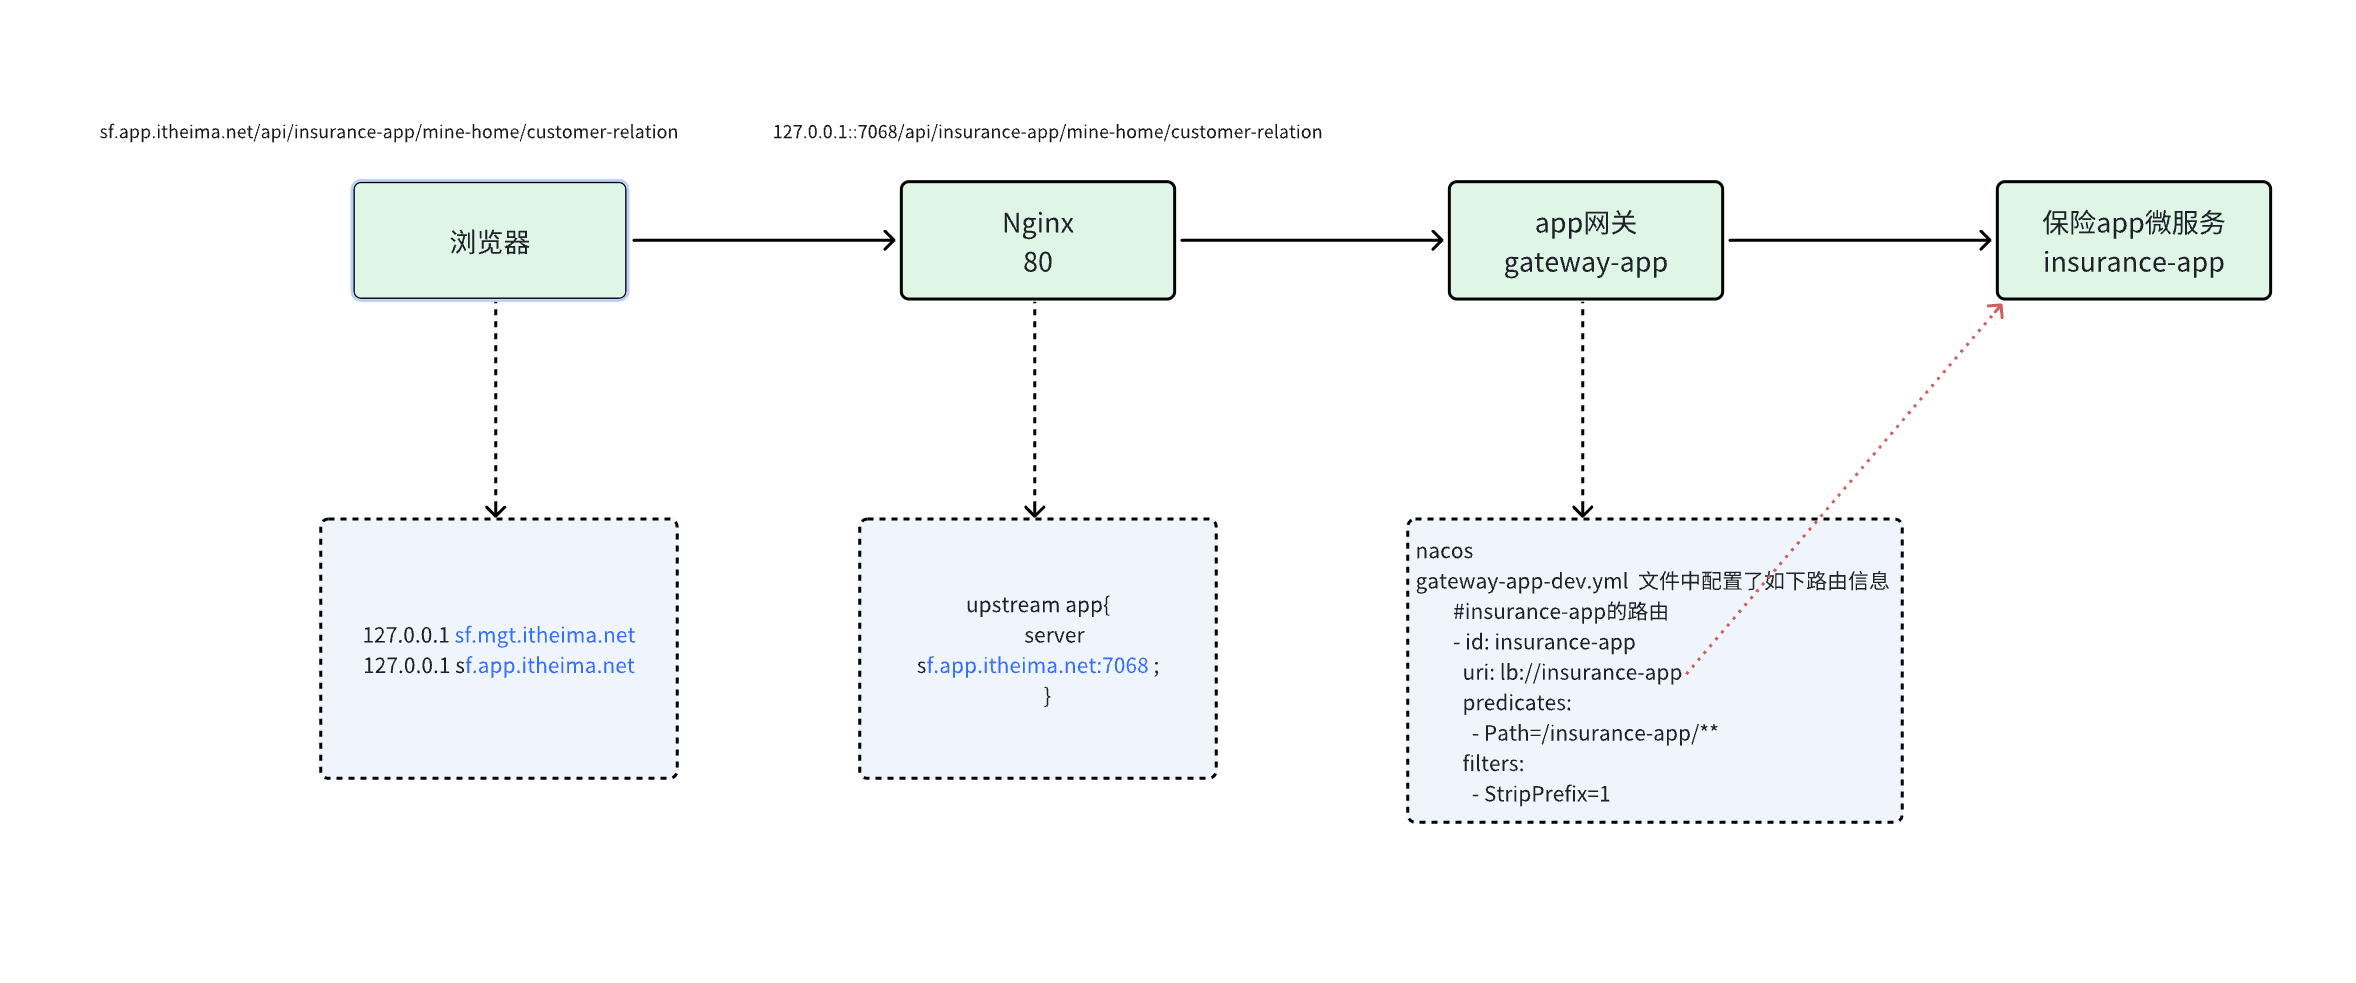 sf.app.itheima.net/api/insurance-app/mine-home/customer-relation
127.0.0.1::7068/api/insurance-app/mine-home/customer-relation
浏览器
Nginx
80
app网关
gateway-app
保险app微服务
insurance-app
127.0.0.1 sf.mgt.itheima.net
127.0.0.1 sf.app.itheima.net
upstream app{
server
sf.app.itheima.net:7068 ;
}
nacos
gateway-app-dev.yml 文件中配置了如下路由信息
#insurance-app的路由
- id: insurance-app
uri: lb://insurance-app
predicates:
- Path=/insurance-app/**
filters:
- StripPrefix=1